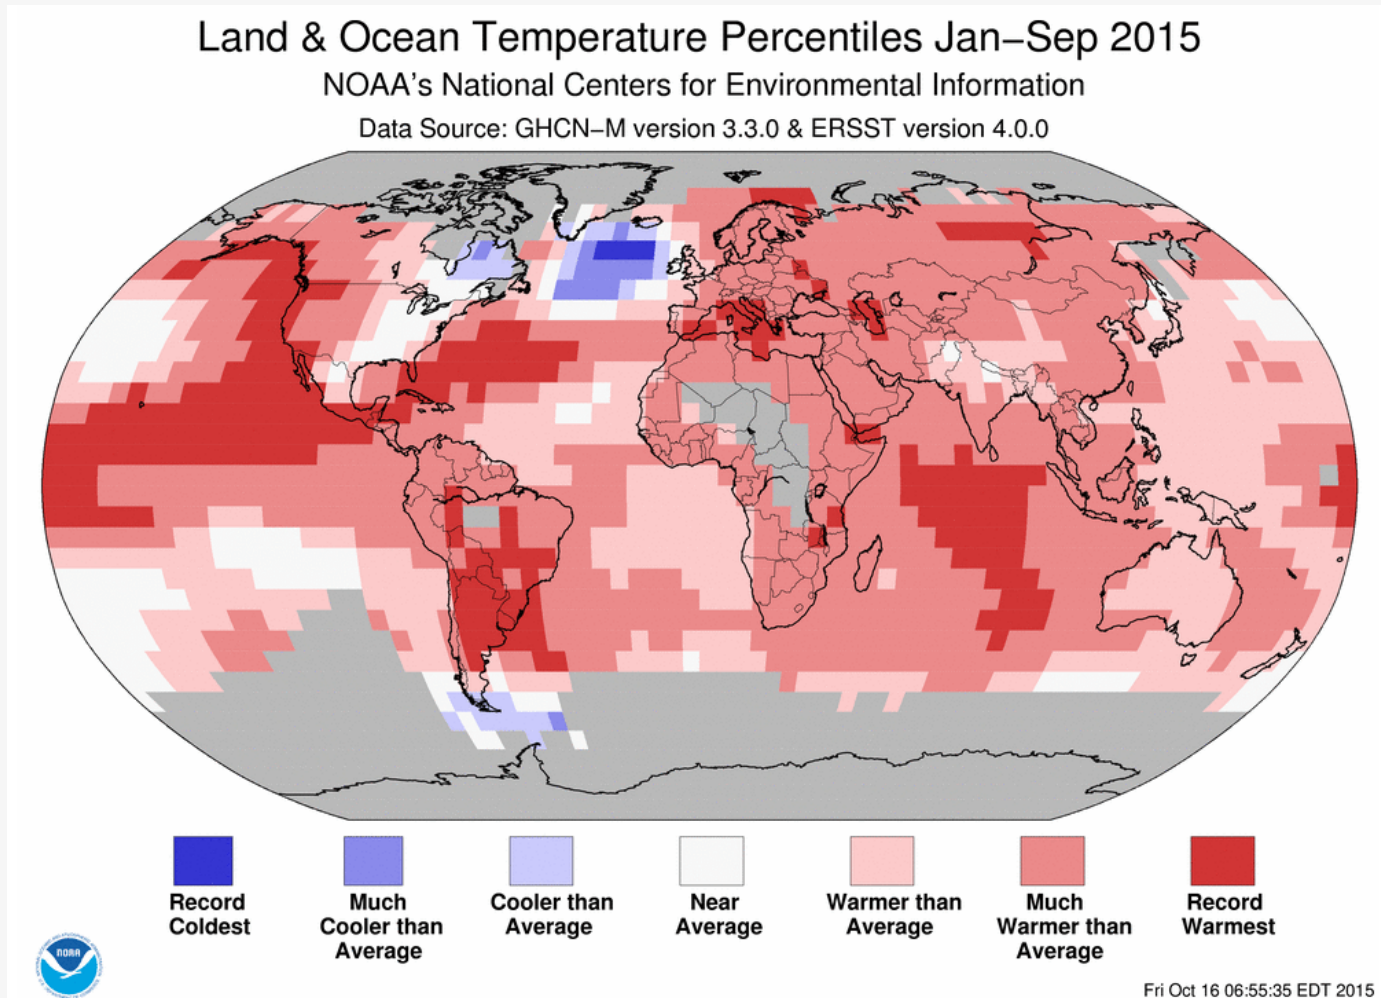 Land & Ocean Temperature Percentiles Jan–Sep 2015
NOAA's National Centers for Environmental Information
Data Source: GHCN–M version 3.3.0 & ERSST version 4.0.0
Record
Coldest
Much
Cooler than
Average
Cooler than
Average
Near
Average
Warmer than
Average
Much
Warmer than
Average
Record
Warmest
NOAA
Fri Oct 16 06:55:35 EDT 2015